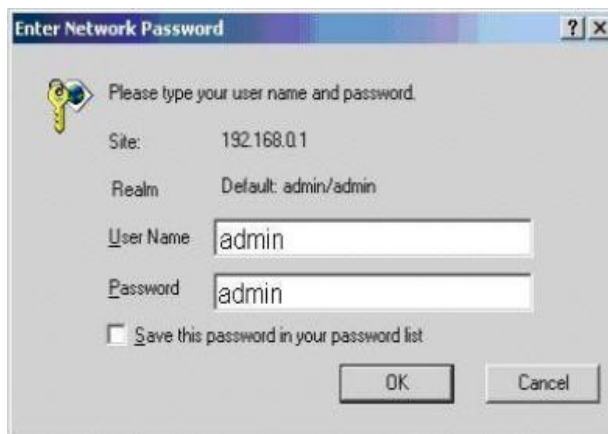 Enter Network Password
Please type your user name and password.
Site: 192.168.0.1
Realm Default: admin/admin
User Name admin
Password admin
Save this password in your password list
OK Cancel